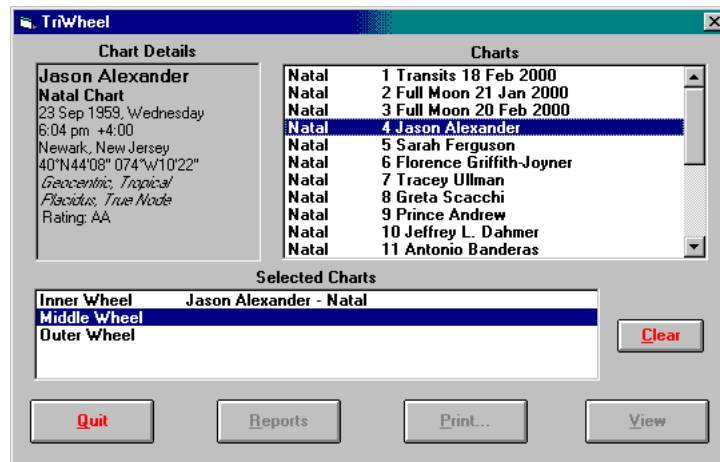 TriWheel
Chart Details
Jason Alexander
Natal Chart
23 Sep 1959, Wednesday
6:04 pm +4:00
Newark, New Jersey
40°N44'08" 074°W10'22"
Geocentric, Tropical
Placidus, True Node
Rating: AA
Charts
Natal 1 Transits 18 Feb 2000
Natal 2 Full Moon 21 Jan 2000
Natal 3 Full Moon 20 Feb 2000
Natal 4 Jason Alexander
Natal 5 Sarah Ferguson
Natal 6 Florence Griffith-Joyner
Natal 7 Tracey Ullman
Natal 8 Greta Scacchi
Natal 9 Prince Andrew
Natal 10 Jeffrey L. Dahmer
Natal 11 Antonio Banderas
Selected Charts
Inner Wheel Jason Alexander - Natal
Middle Wheel
Outer Wheel
Clear
Quit Reports Print... View